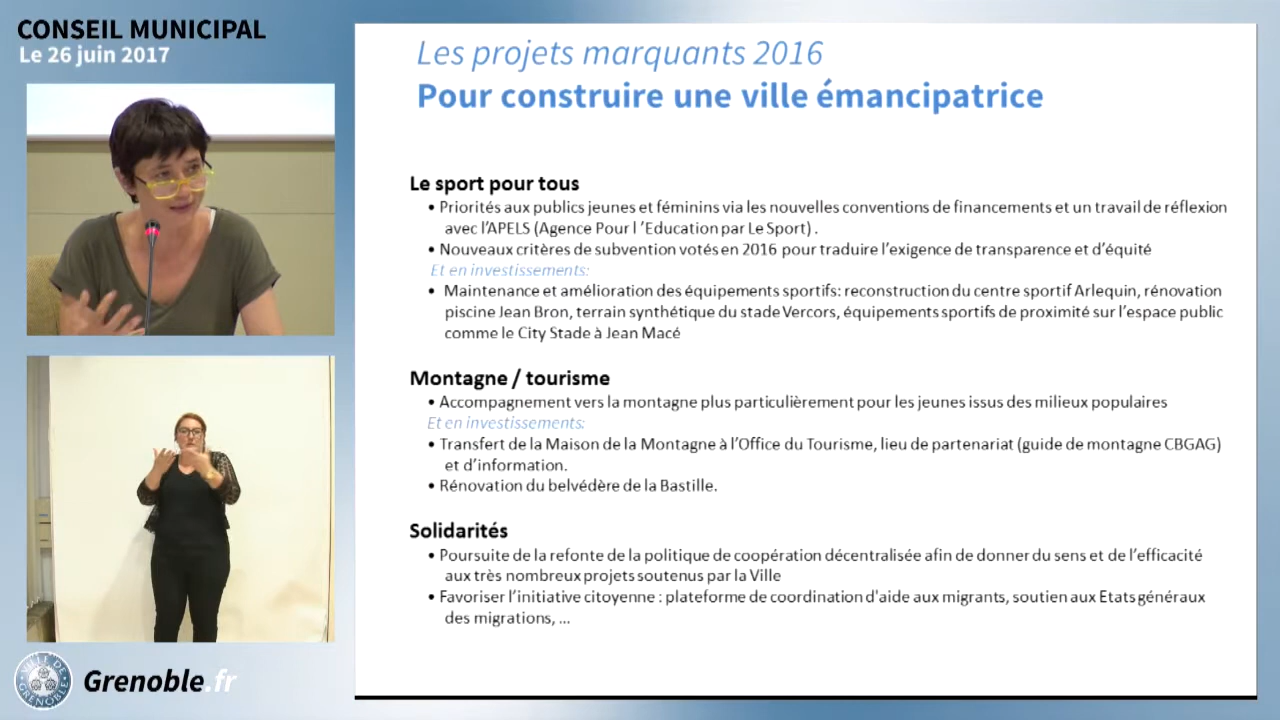 CONSEIL MUNICIPAL
Le 26 juin 2017
Les projets marquants 2016
Pour construire une ville émancipatrice
Le sport pour tous
• Priorités aux publics jeunes et féminins via les nouvelles conventions de financements et un travail de réflexion
avec l'APELS (Agence Pour l 'Education par Le Sport) .
• Nouveaux critères de subvention votés en 2016 pour traduire l'exigence de transparence et d'équité
Et en investissements:
• Maintenance et amélioration des équipements sportifs: reconstruction du centre sportif Arlequin, rénovation
piscine Jean Bron, terrain synthétique du stade Vercors, équipements sportifs de proximité sur l'espace public
comme le City Stade à Jean Macé
Montagne / tourisme
• Accompagnement vers la montagne plus particulièrement pour les jeunes issus des milieux populaires
Et en investissements:
• Transfert de la Maison de la Montagne à l'Office du Tourisme, lieu de partenariat (guide de montagne CBGAG)
et d'information.
• Rénovation du belvédère de la Bastille.
Solidarités
• Poursuite de la refonte de la politique de coopération décentralisée afin de donner du sens et de l'efficacité
aux très nombreux projets soutenus par la Ville
• Favoriser l'initiative citoyenne : plateforme de coordination d'aide aux migrants, soutien aux Etats généraux
des migrations, ...
VILLE DE GRENOBLE
Grenoble.fr